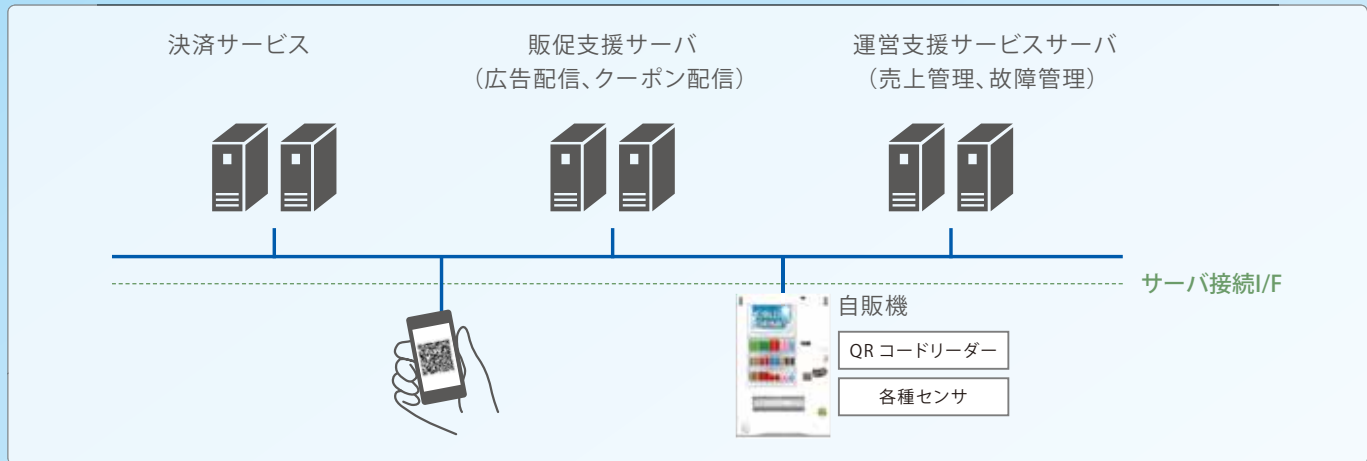 決済サービス
販促支援サーバ
（広告配信、クーポン配信）
運営支援サービスサーバ
（売上管理、故障管理）
サーバ接続I/F
自販機
QRコードリーダー
各種センサ